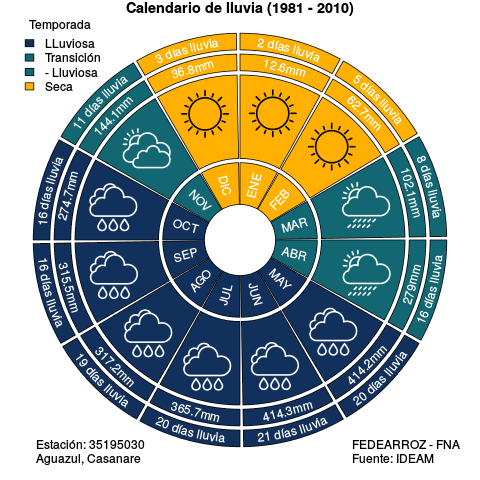 Calendario de lluvia (1981 - 2010)
Temporada
LLuviosa
Transición
- Lluviosa
Seca
2 días lluvia
12.8mm
ENE
5 días lluvia
62.7mm
FEB
8 días lluvia
102.1mm
MAR
16 días lluvia
279mm
ABR
20 días lluvia
414.2mm
MAY
21 días lluvia
414.3mm
JUN
20 días lluvia
365.7mm
JUL
19 días lluvia
317.2mm
AGO
16 días lluvia
315.5mm
SEP
16 días lluvia
274.7mm
OCT
11 días lluvia
144.1mm
NOV
3 días lluvia
36.8mm
DIC
Estación: 35195030
Aguazul, Casanare
FEDEARROZ - FNA
Fuente: IDEAM